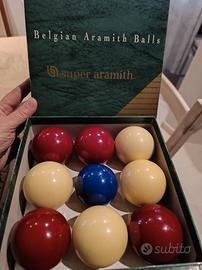 Belgian Aramith Balls
super aramith
subito